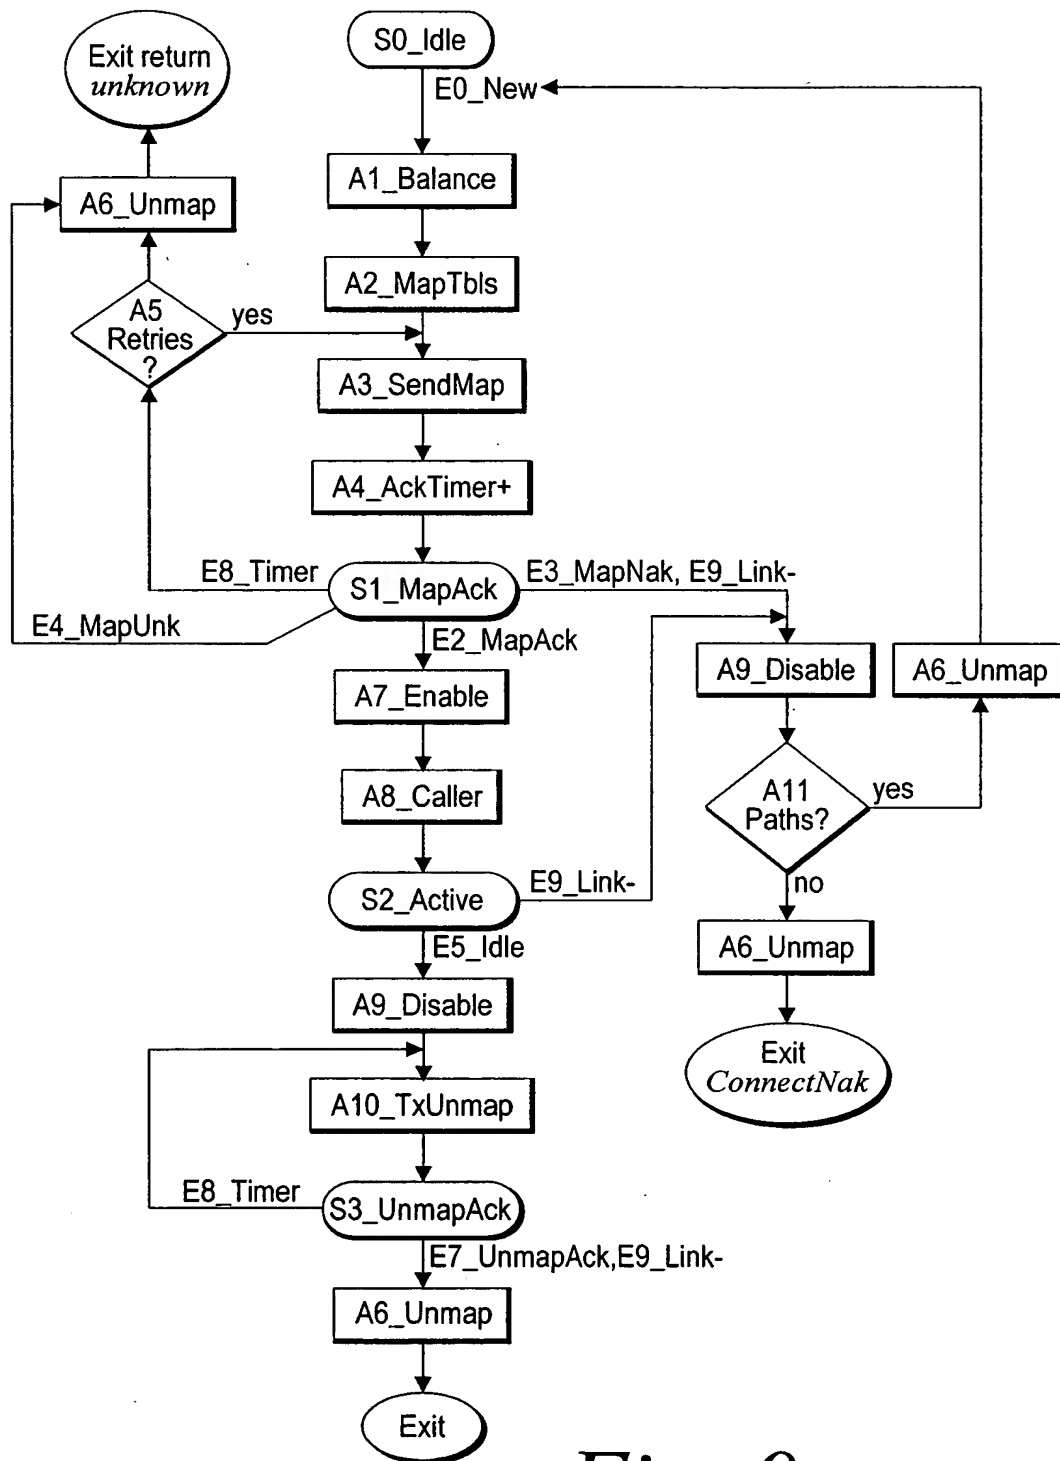 S0_Idle
Exit return
unknown
E0_New
A1_Balance
A6_Unmap
A2_MapTbls
A5
Retries
?
yes
A3_SendMap
A4_AckTimer+
E8_Timer
S1_MapAck
E3_MapNak, E9_Link-
E4_MapUnk
E2_MapAck
A7_Enable
A9_Disable
A6_Unmap
A8_Caller
A11
Paths?
yes
S2_Active
E9_Link-
no
E5_Idle
A6_Unmap
A9_Disable
Exit
ConnectNak
A10_TxUnmap
E8_Timer
S3_UnmapAck
E7_UnmapAck,E9_Link-
A6_Unmap
Exit